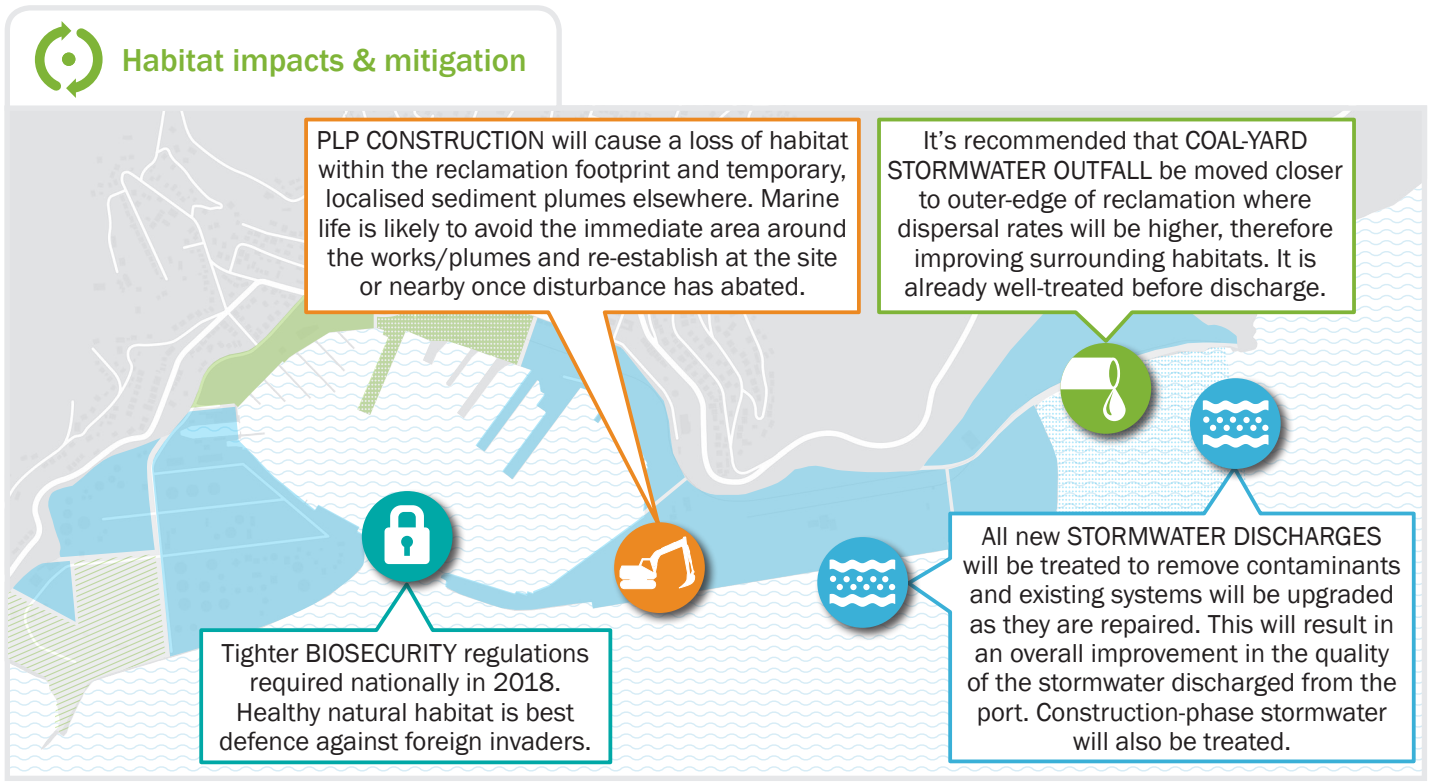 Habitat impacts & mitigation
PLP CONSTRUCTION will cause a loss of habitat
within the reclamation footprint and temporary,
localised sediment plumes elsewhere. Marine
life is likely to avoid the immediate area around
the works/plumes and re-establish at the site
or nearby once disturbance has abated.
It’s recommended that COAL-YARD
STORMWATER OUTFALL be moved closer
to outer-edge of reclamation where
dispersal rates will be higher, therefore
improving surrounding habitats. It is
already well-treated before discharge.
Tighter BIOSECURITY regulations
required nationally in 2018.
Healthy natural habitat is best
defence against foreign invaders.
All new STORMWATER DISCHARGES
will be treated to remove contaminants
and existing systems will be upgraded
as they are repaired. This will result in
an overall improvement in the quality
of the stormwater discharged from the
port. Construction-phase stormwater
will also be treated.